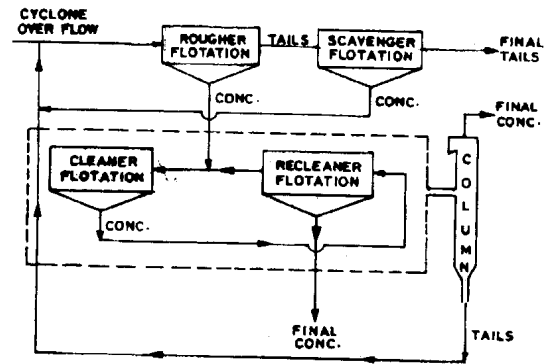 CYCLONE
OVER FLOW
ROUGHER
FLOTATION
TAILS
SCAVENGER
FLOTATION
FINAL
TAILS
CONC.
CONC.
FINAL
CONC.
CLEANER
FLOTATION
RECLEANER
FLOTATION
COLUMN
CONC.
FINAL
CONC.
TAILS